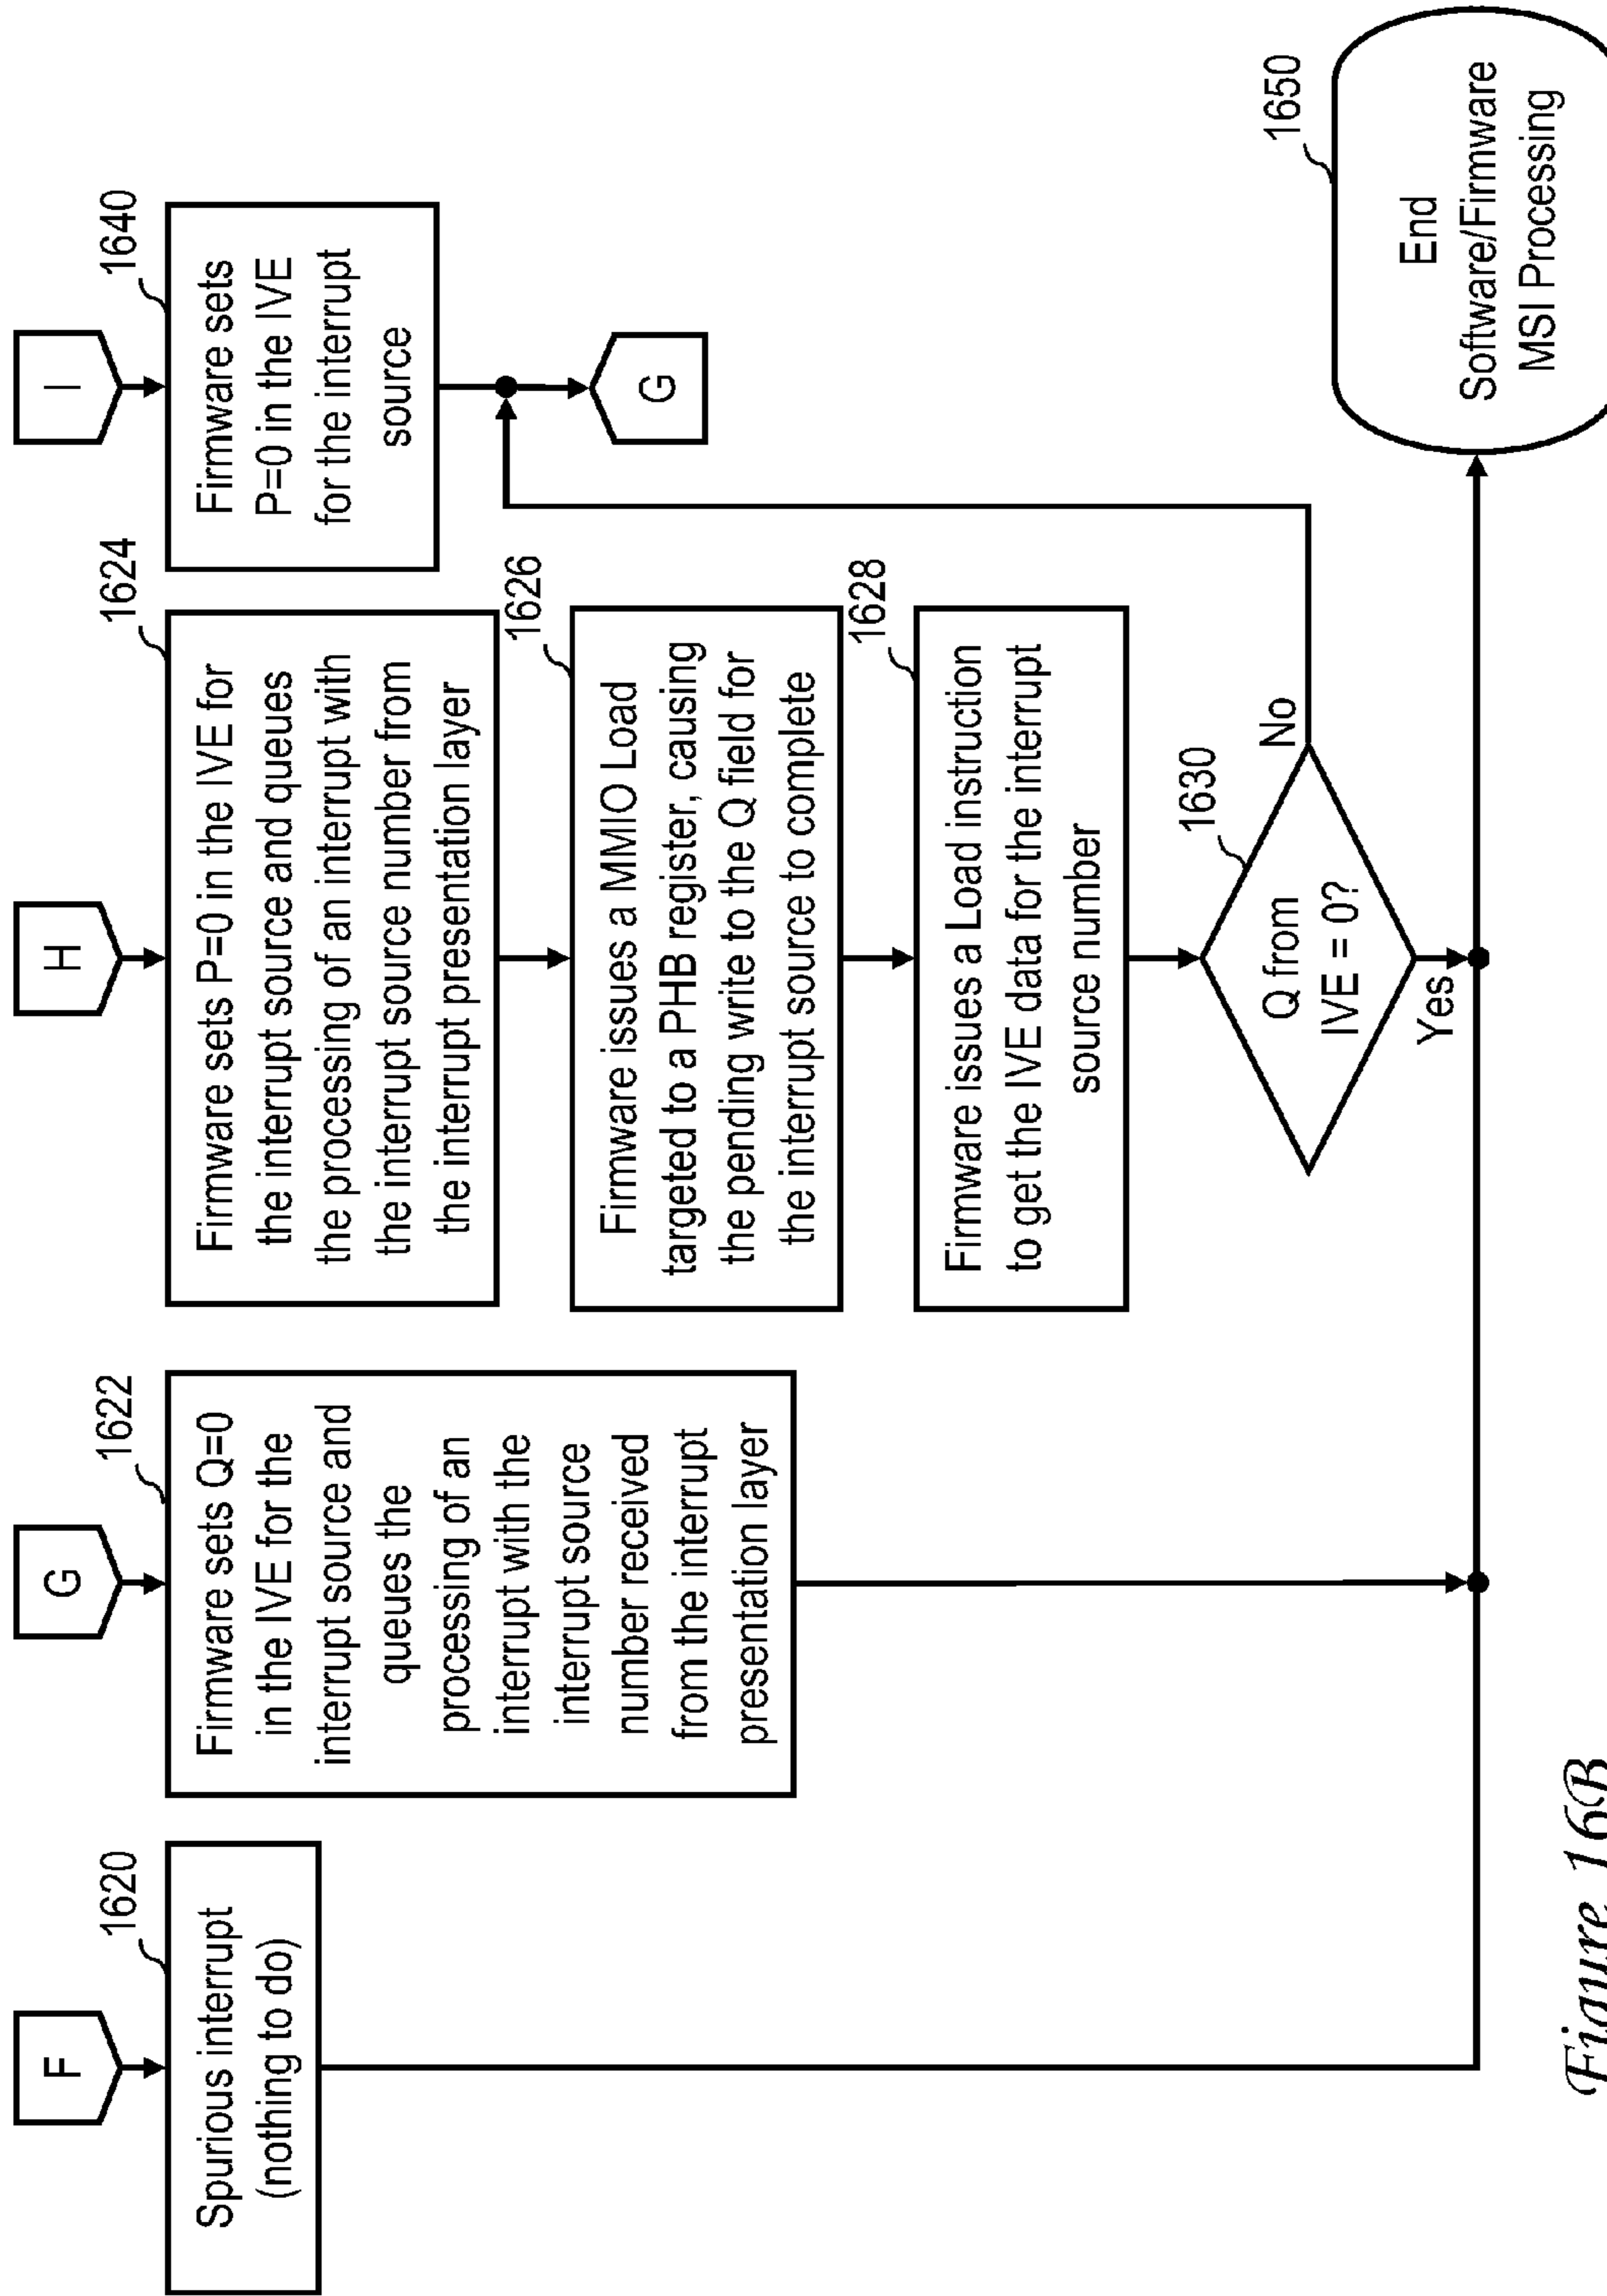 F
1620
Spurious interrupt
(nothing to do)
G
1622
Firmware sets Q=0
in the IVE for the
interrupt source and
queues the
processing of an
interrupt with the
interrupt source
number received
from the interrupt
presentation layer
H
1624
Firmware sets P=0 in the IVE for
the interrupt source and queues
the processing of an interrupt with
the interrupt source number from
the interrupt presentation layer
1626
Firmware issues a MMIO Load
targeted to a PHB register, causing
the pending write to the Q field for
the interrupt source to complete
1628
Firmware issues a Load instruction
to get the IVE data for the interrupt
source number
1630
Q from
IVE = 0?
No
Yes
I
1640
Firmware sets
P=0 in the IVE
for the interrupt
source
G
1650
End
Software/Firmware
MSI Processing
Figure 16B